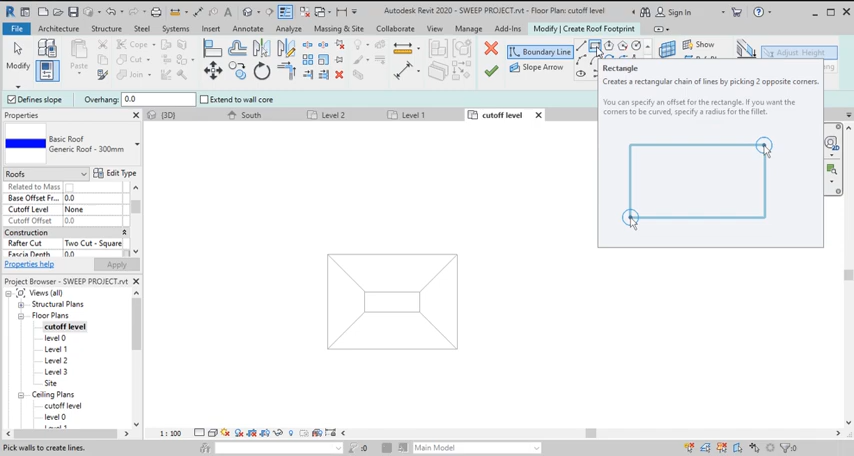 Autodesk Revit 2020 - SWEEP PROJECT.rvt - Floor Plan: cutoff level
Sign In
File Architecture Structure Steel Systems Insert Annotate Analyze Massing & Site Collaborate View Manage Add-Ins Modify | Create Roof Footprint
Modify
Paste
Cope
Cut
Join
Boundary Line
Slope Arrow
Show
Adjust Height
Rectangle
Creates a rectangular chain of lines by picking 2 opposite corners.
You can specify an offset for the rectangle. If you want the corners to be curved, specify a radius for the fillet.
Defines slope Overhang: 0.0 Extend to wall core
Properties
{3D} South Level 2 Level 1 cutoff level
Basic Roof
Generic Roof - 300mm
Roofs Edit Type
Related to Mass
Base Offset Fr... 0.0
Cutoff Level None
Cutoff Offset 0.0
Construction
Rafter Cut Two Cut - Square
Fascia Depth 0.0
Properties help Apply
Project Browser - SWEEP PROJECT.rvt
Views (all)
Structural Plans
Floor Plans
cutoff level
level 0
Level 1
Level 2
Level 3
Site
Ceiling Plans
cutoff level
level 0
1 : 100
Pick walls to create lines.
:0
Main Model
:0